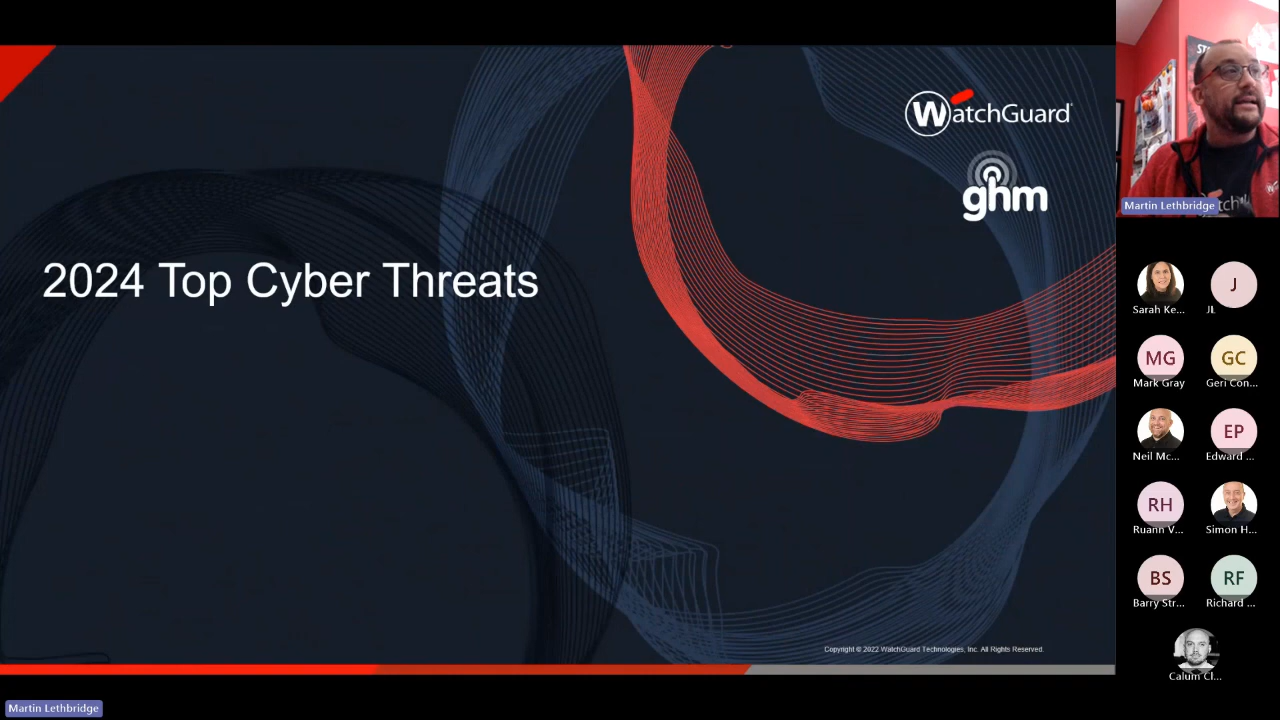 WatchGuard
ghm
2024 Top Cyber Threats
Copyright © 2022 WatchGuard Technologies, Inc. All Rights Reserved.
Martin Lethbridge
Martin Lethbridge
Sarah Ke...
J
JL
MG
Mark Gray
GC
Geri Con...
Neil Mc...
EP
Edward ...
RH
Ruann V...
Simon H...
BS
Barry Str...
RF
Richard ...
Calum Cl...